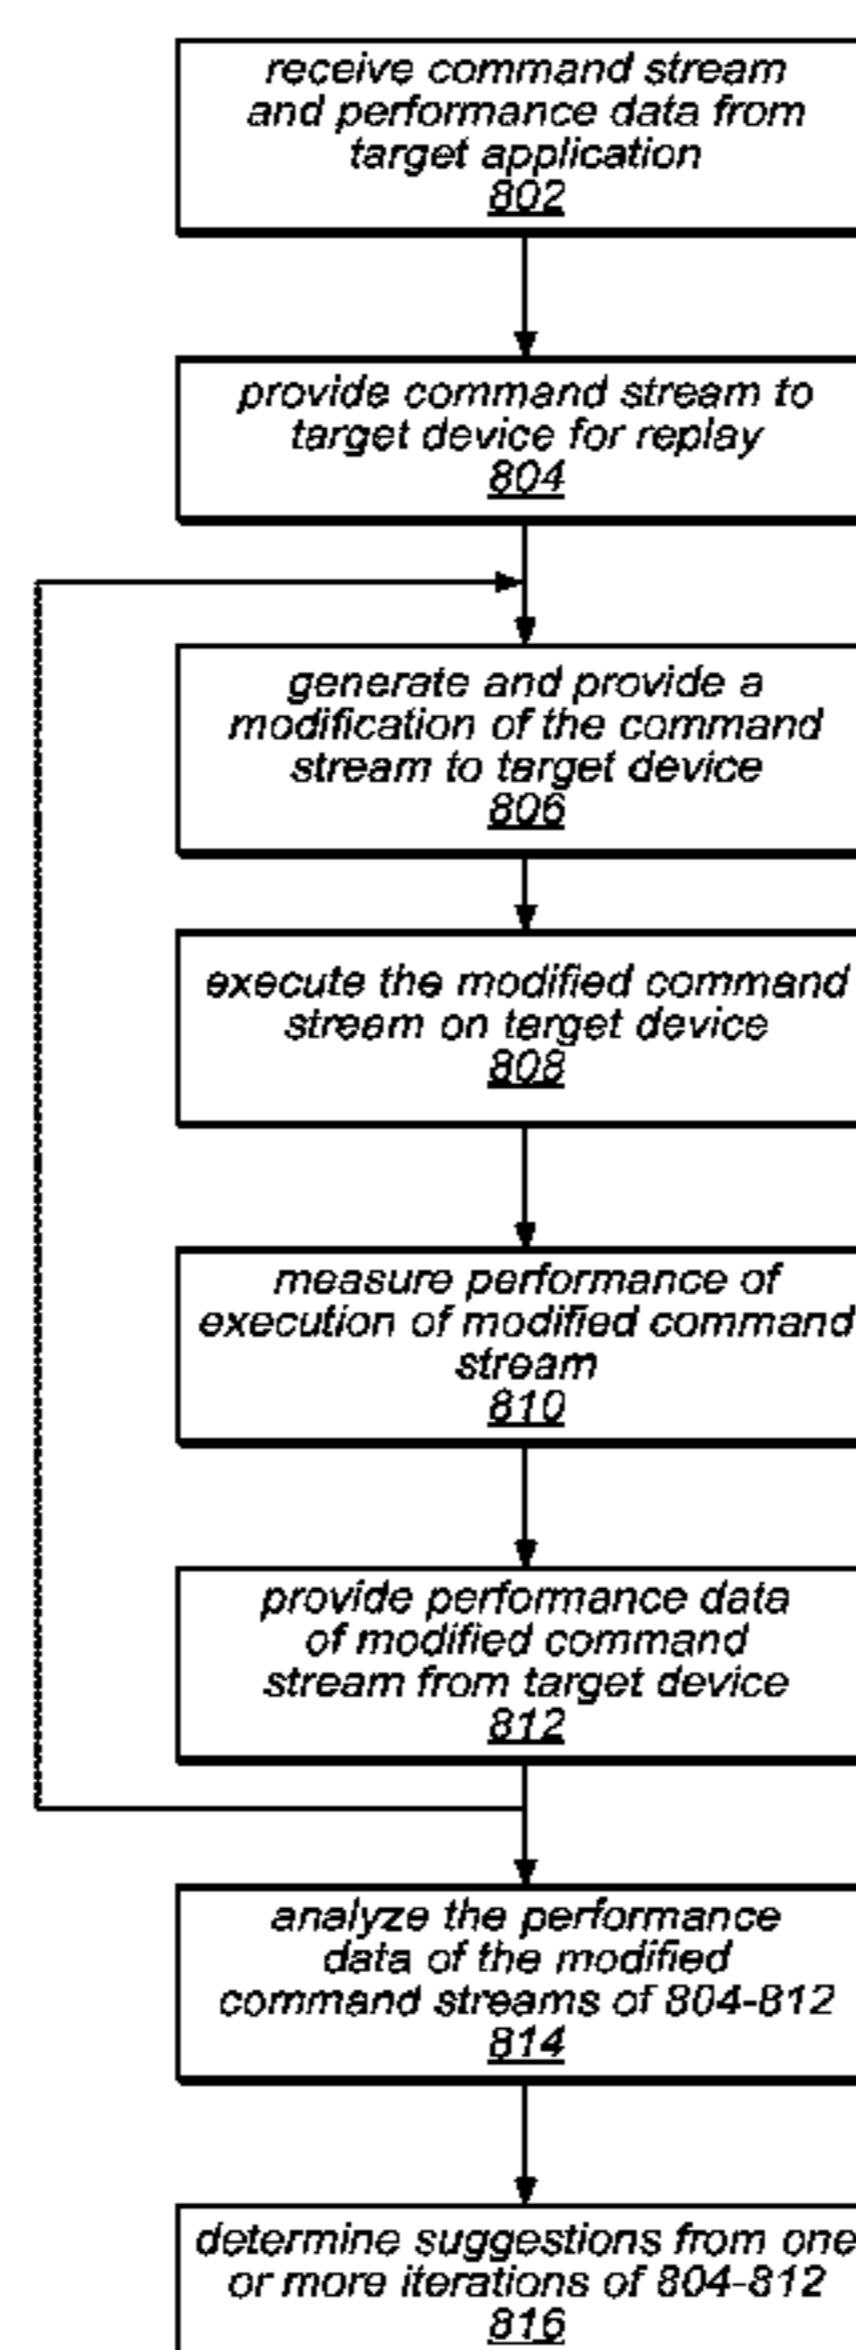 receive command stream
and performance data from
target application
802
provide command stream to
target device for replay
804
generate and provide a
modification of the command
stream to target device
806
execute the modified command
stream on target device
808
measure performance of
execution of modified command
stream
810
provide performance data
of modified command
stream from target device
812
analyze the performance
data of the modified
command streams of 804-812
814
determine suggestions from one
or more iterations of 804-812
816